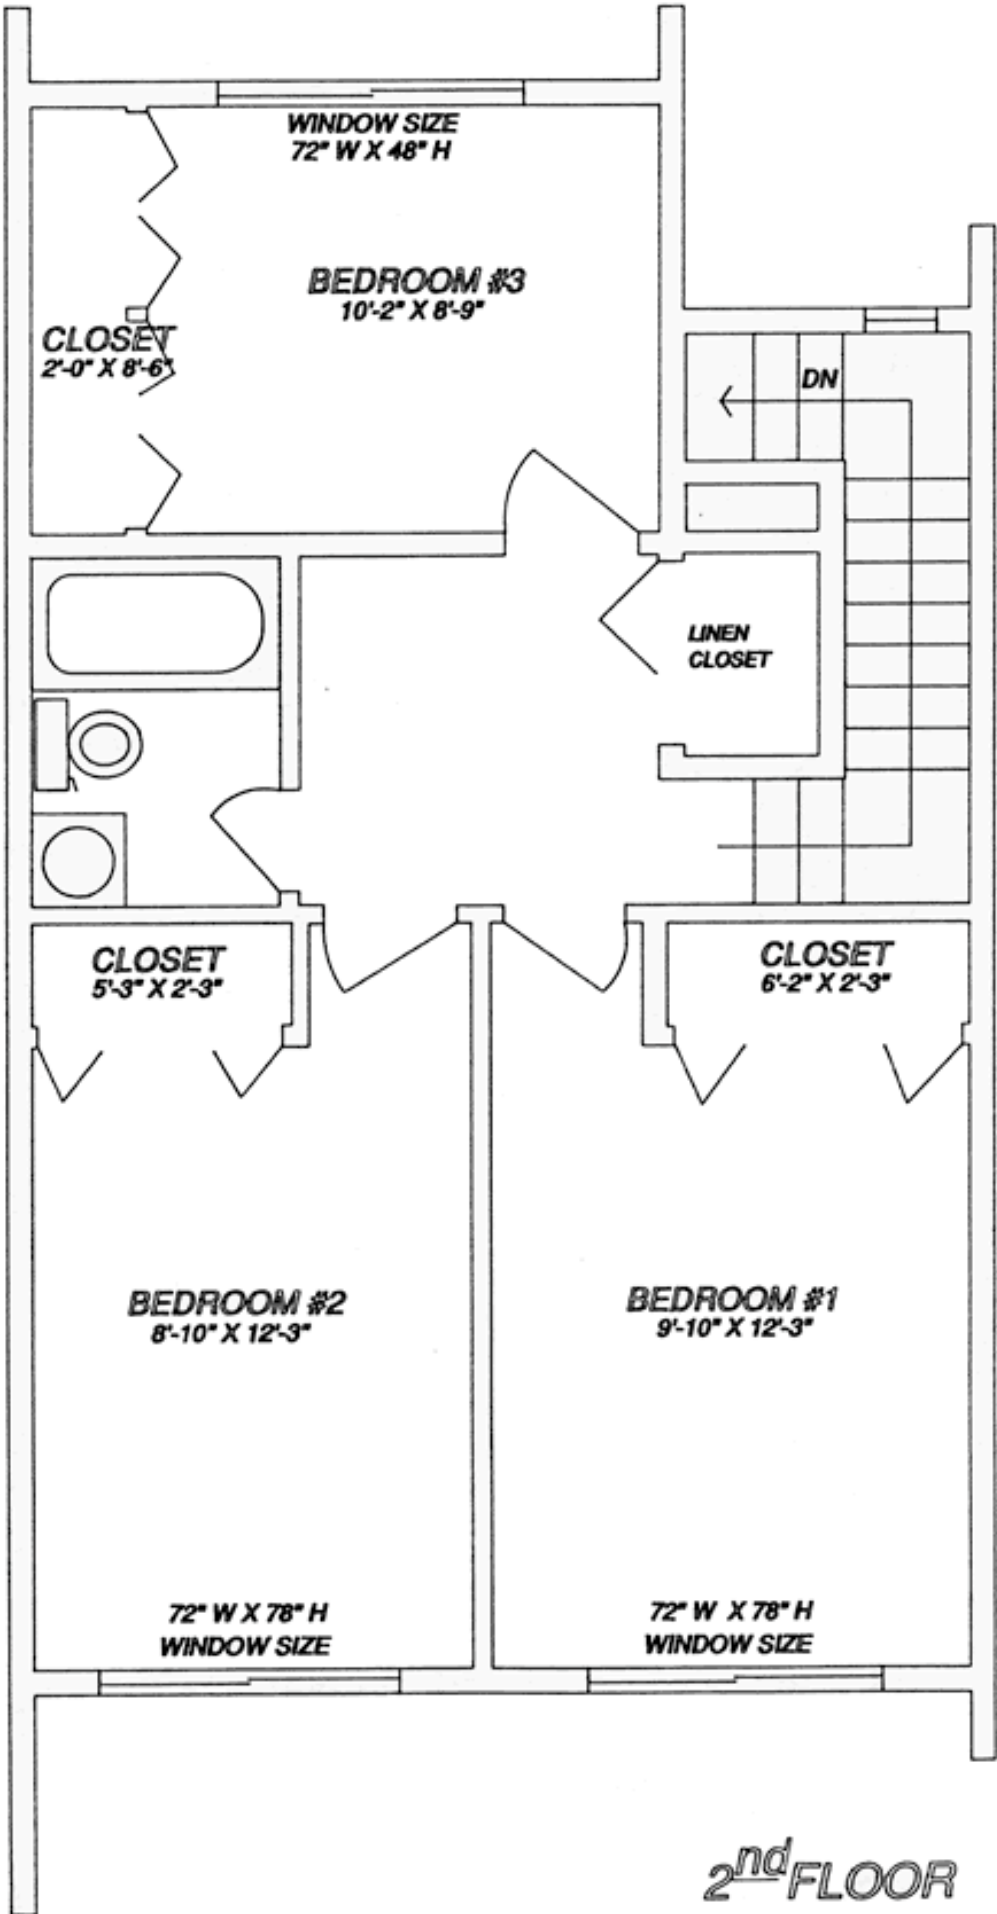 WINDOW SIZE
72" W X 48" H
BEDROOM #3
10'-2" X 8'-9"
CLOSET
2'-0" X 8'-6"
DN
LINEN
CLOSET
CLOSET
5'-3" X 2'-3"
CLOSET
6'-2" X 2'-3"
BEDROOM #2
8'-10" X 12'-3"
BEDROOM #1
9'-10" X 12'-3"
72" W X 78" H
WINDOW SIZE
72" W X 78" H
WINDOW SIZE
2nd FLOOR